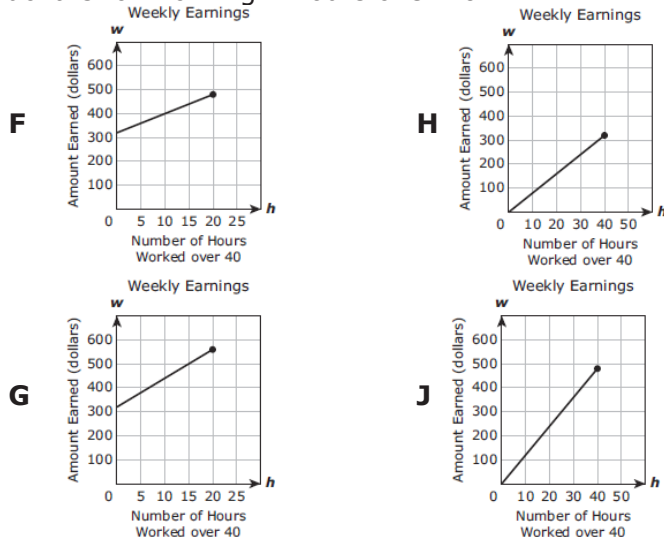 Weekly Earnings
w
F
Amount Earned (dollars)
600
500
400
300
200
100
0 5 10 15 20 25
h
Number of Hours
Worked over 40
Weekly Earnings
w
H
Amount Earned (dollars)
600
500
400
300
200
100
0 10 20 30 40 50
h
Number of Hours
Worked over 40
Weekly Earnings
w
G
Amount Earned (dollars)
600
500
400
300
200
100
0 5 10 15 20 25
h
Number of Hours
Worked over 40
Weekly Earnings
w
J
Amount Earned (dollars)
600
500
400
300
200
100
0 10 20 30 40 50
h
Number of Hours
Worked over 40